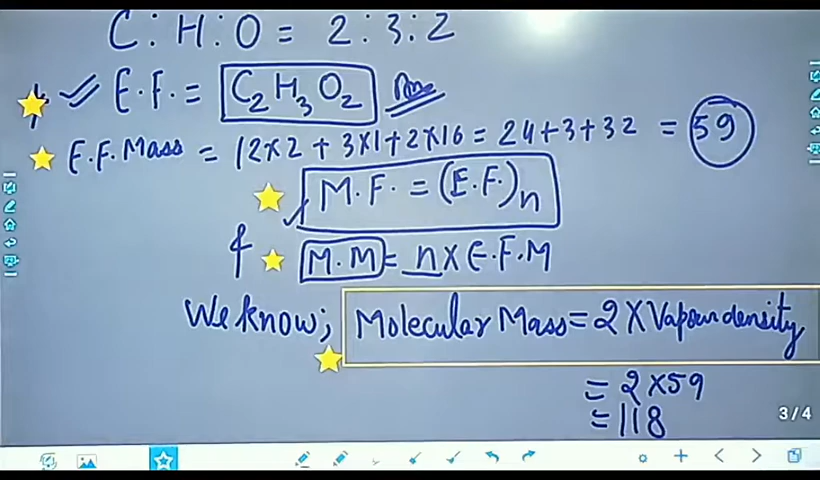 C : H : O = 2 : 3 : 2
E.F. = C₂H₃O₂ Ans
E.F. Mass = 12×2 + 3×1 + 2×16 = 24+3+32 = 59
M.F. = (E.F.)n
& M.M = n × E.F.M
We know; Molecular Mass = 2 × Vapour density
= 2 × 59
= 118
3/4